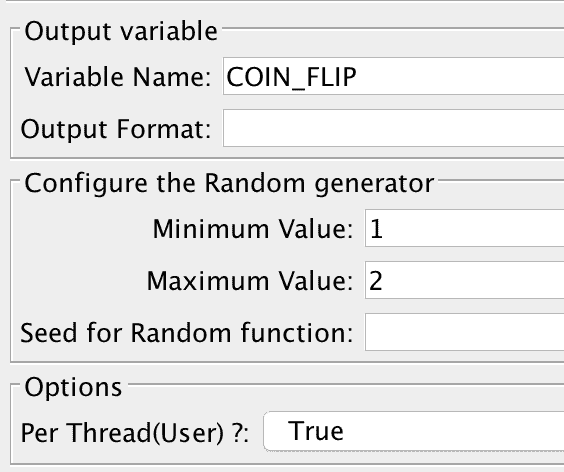 Output variable
Variable Name: COIN_FLIP
Output Format:
Configure the Random generator
Minimum Value: 1
Maximum Value: 2
Seed for Random function:
Options
Per Thread(User) ?: True